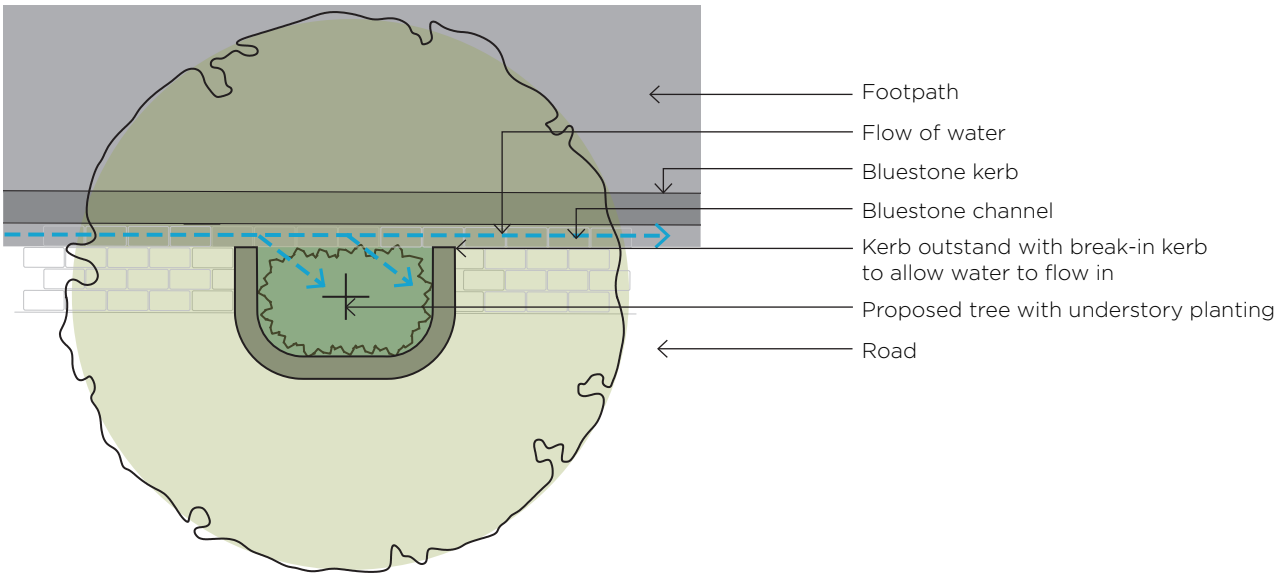 Footpath
Flow of water
Bluestone kerb
Bluestone channel
Kerb outstand with break-in kerb
to allow water to flow in
Proposed tree with understory planting
Road